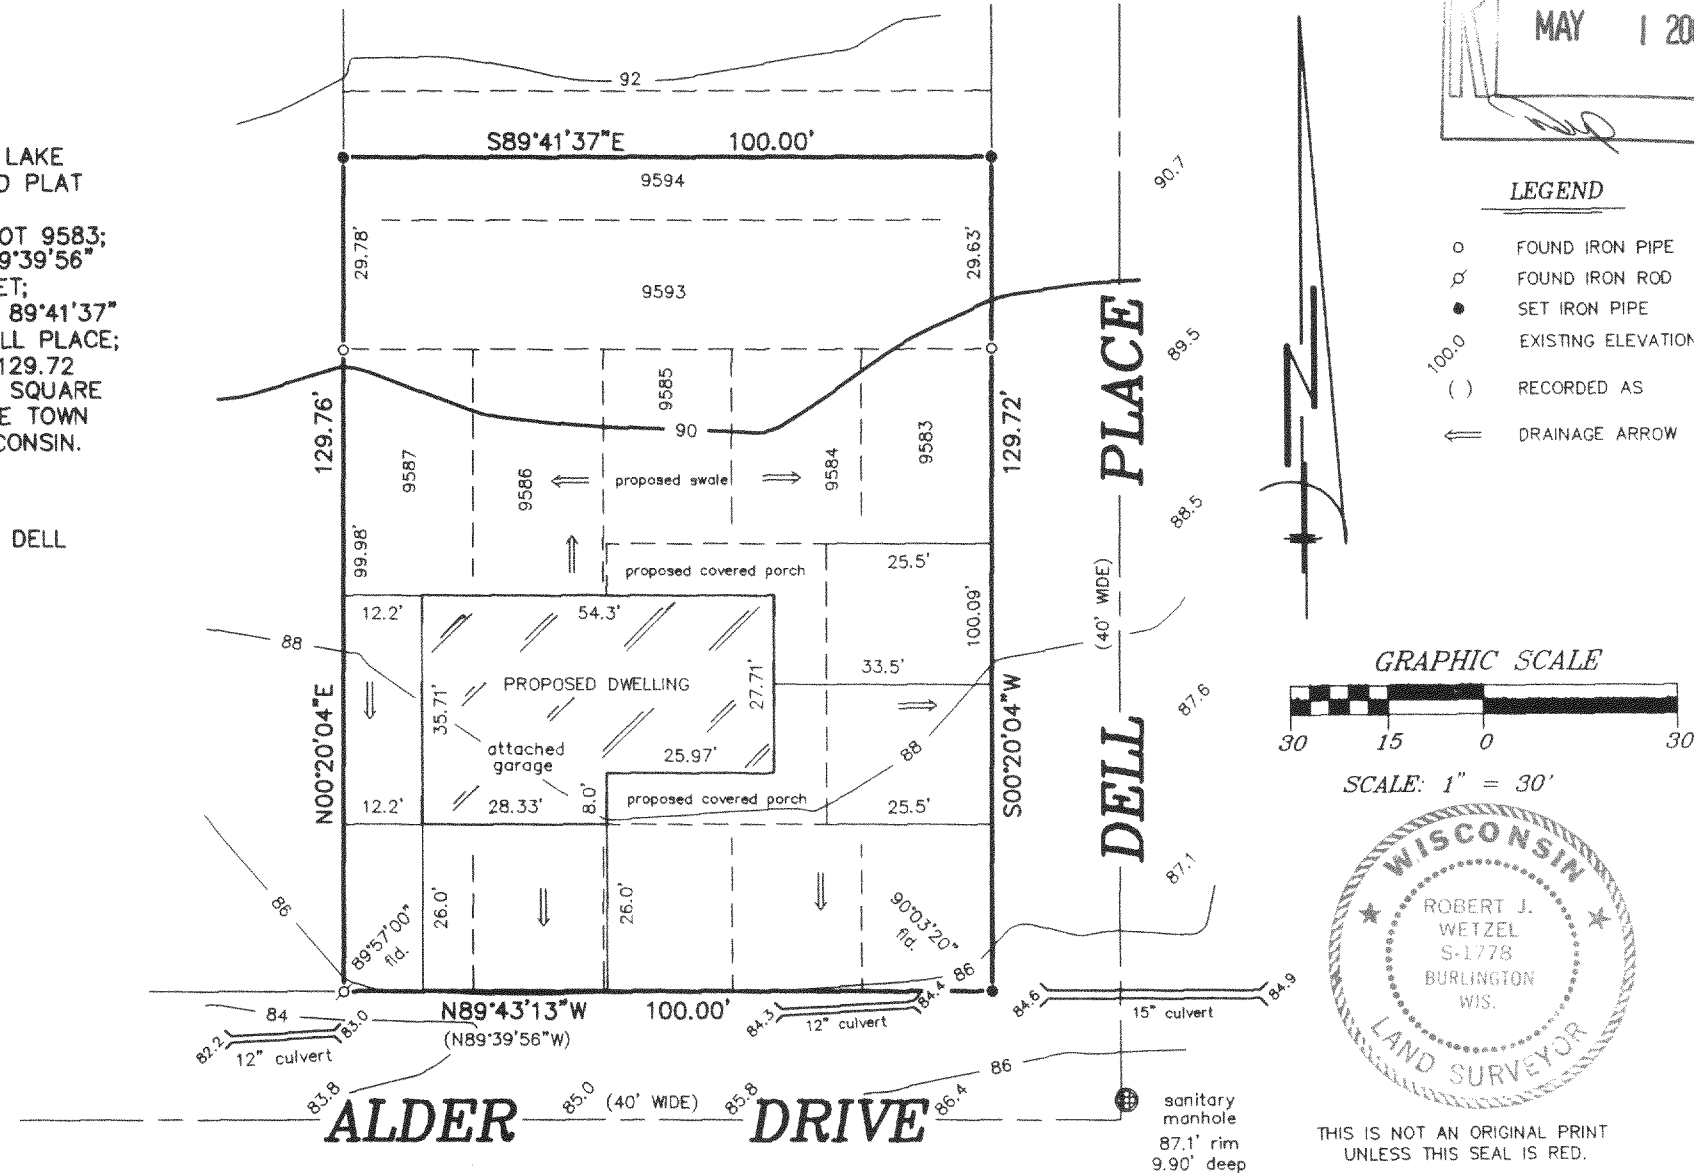 LAKE
D PLAT
OT 9583;
9°39'56"
ET;
89°41'37"
LL PLACE;
129.72
SQUARE
E TOWN
CONSIN.
DELL
MAY 1 20
92
S89°41'37"E 100.00'
9594
29.78'
29.63'
9593
90.7
89.5
88.5
87.6
87.1
129.76'
129.72'
9587
9586
9585
9584
9583
90
proposed swale
99.98'
100.09'
proposed covered porch
25.5'
12.2'
54.3'
33.5'
88
PROPOSED DWELLING
35.71'
27.71'
attached
garage
25.97'
88
N00°20'04"E
S00°20'04"W
12.2'
28.33'
8.0'
proposed covered porch
25.5'
86
89°57'00"
fld.
26.0'
26.0'
90°03'20"
fld.
86
N89°43'13"W 100.00'
(N89°39'56"W)
84
82.2
83.0
12" culvert
84.3
84.4
12" culvert
84.6
84.9
15" culvert
86
83.8
85.0
(40' WIDE)
85.8
86.4
ALDER DRIVE
DELL PLACE
(40' WIDE)
sanitary
manhole
87.1' rim
9.90' deep
LEGEND
FOUND IRON PIPE
FOUND IRON ROD
SET IRON PIPE
100.0 EXISTING ELEVATION
( ) RECORDED AS
DRAINAGE ARROW
N
GRAPHIC SCALE
30 15 0 30
SCALE: 1" = 30'
WISCONSIN
ROBERT J.
WETZEL
S-1778
BURLINGTON
WIS.
LAND SURVEYOR
THIS IS NOT AN ORIGINAL PRINT
UNLESS THIS SEAL IS RED.